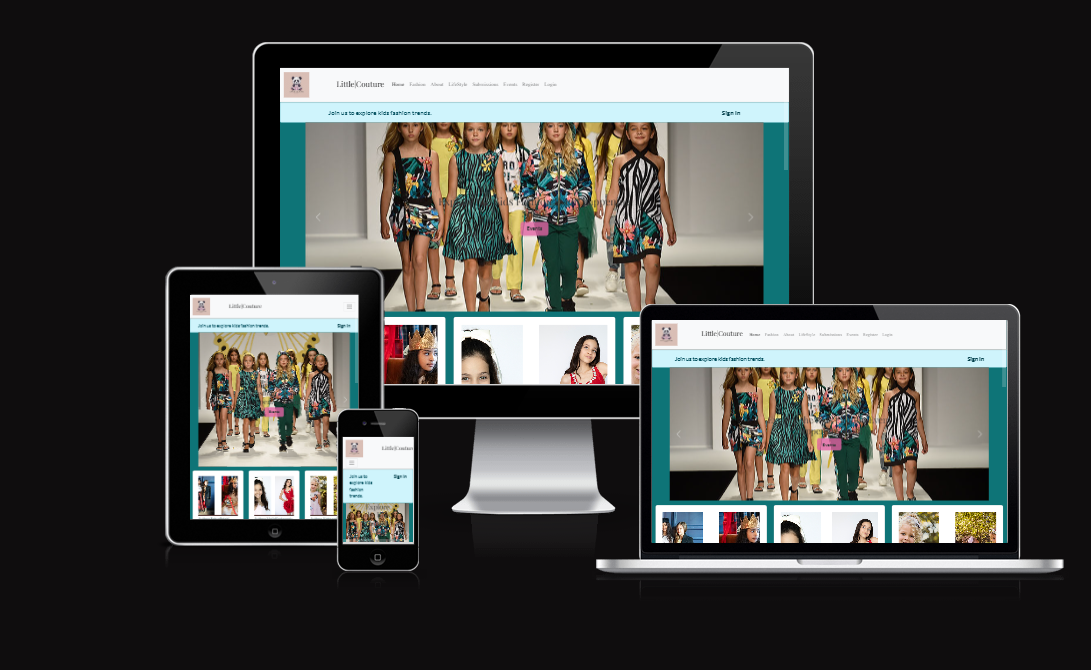 Little|Couture Home Fashion About LifeStyle Submissions Events Register Login
Join us to explore kids fashion trends. Sign In
Events
Little|Couture
Join us to explore kids fashion trends. Sign In
Events
Little|Couture
Join us to
explore kids
fashion
trends.
Sign In
Explore
Little|Couture Home Fashion About LifeStyle Submissions Events Register Login
Join us to explore kids fashion trends. Sign In
Events